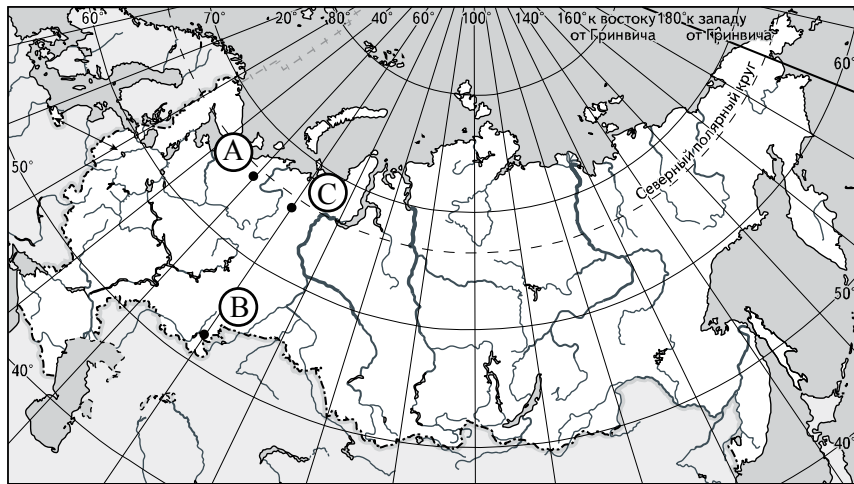 60° 70° 20° 80° 40° 60° 100° 140° 160° к востоку 180° к западу
от Гринвича от Гринвича
60°
Северный полярный круг
A
C
50°
B
50°
40°
40°